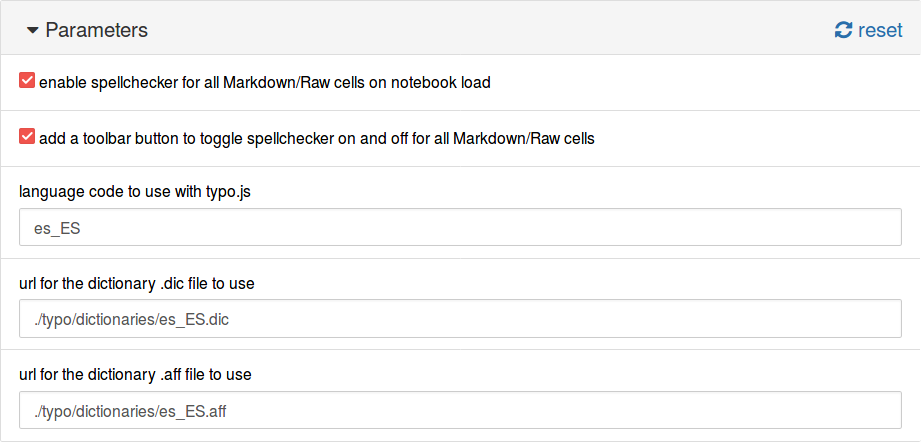 Parameters
reset
enable spellchecker for all Markdown/Raw cells on notebook load
add a toolbar button to toggle spellchecker on and off for all Markdown/Raw cells
language code to use with typo.js
es_ES
url for the dictionary .dic file to use
./typo/dictionaries/es_ES.dic
url for the dictionary .aff file to use
./typo/dictionaries/es_ES.aff